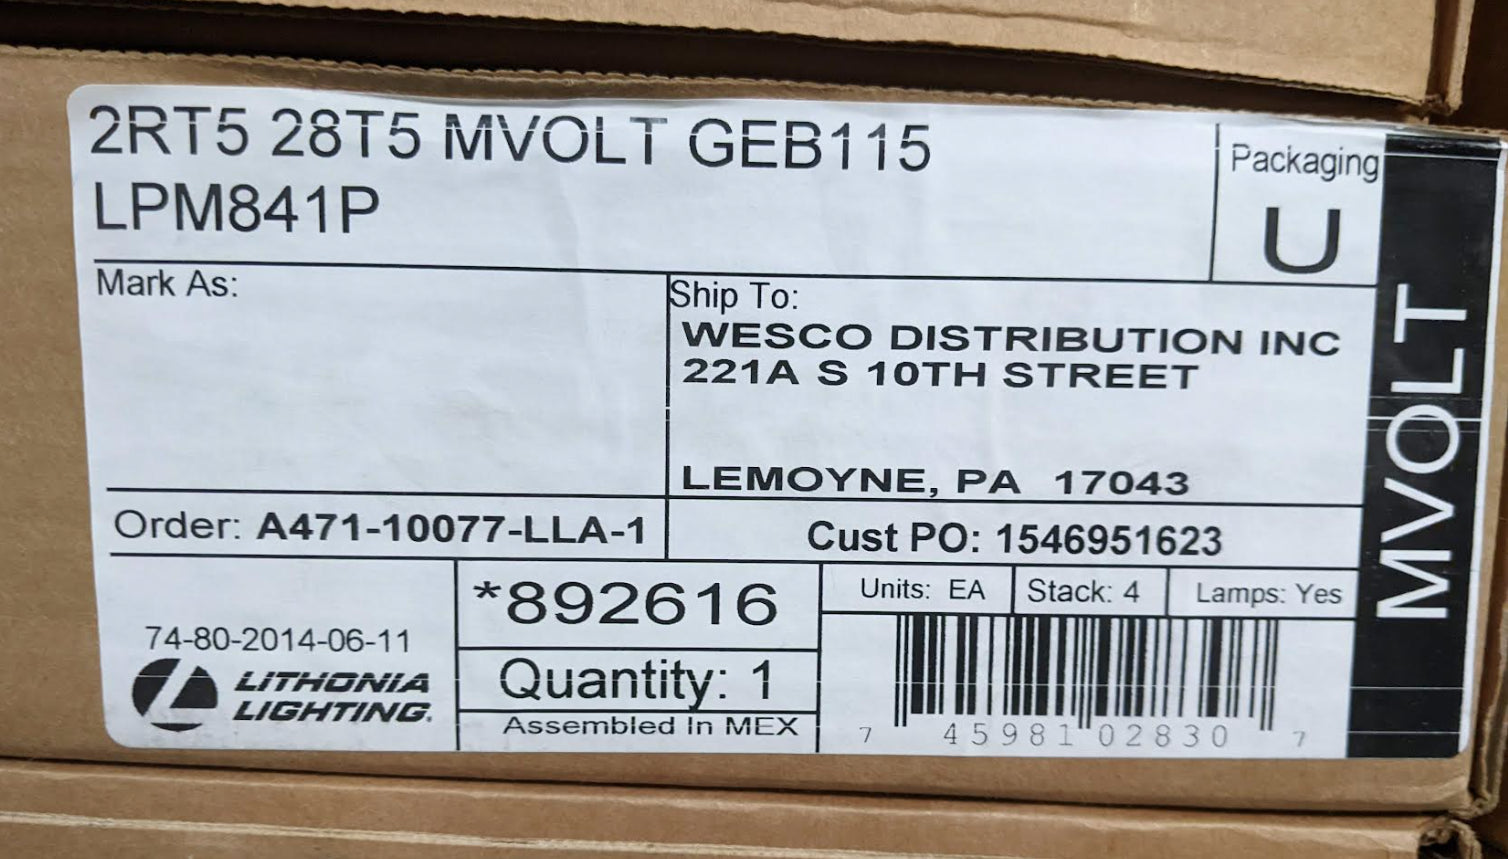 2RT5 28T5 MVOLT GEB115
LPM841P
Packaging
U
MVOLT
Mark As:
Ship To:
WESCO DISTRIBUTION INC
221A S 10TH STREET
LEMOYNE, PA 17043
Order: A471-10077-LLA-1
Cust PO: 1546951623
74-80-2014-06-11
LITHONIA
LIGHTING.
*892616
Quantity: 1
Assembled In MEX
Units: EA
Stack: 4
Lamps: Yes
7 45981 02830 7